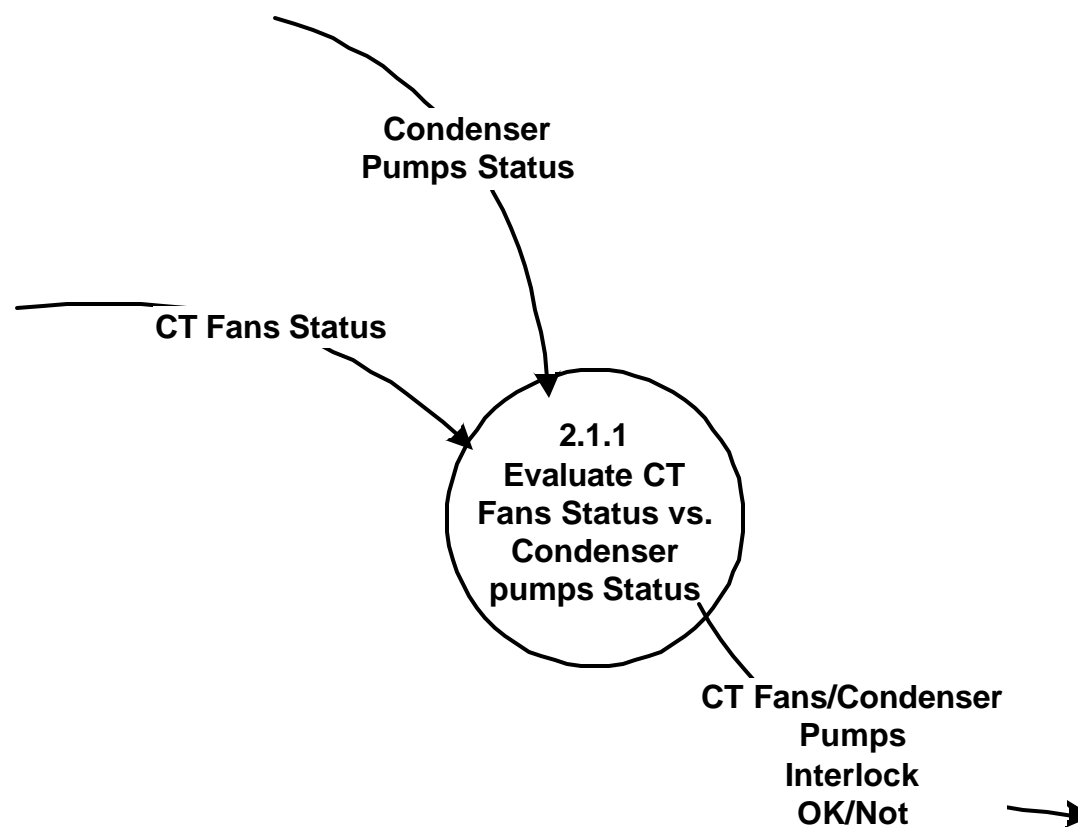 Condenser
Pumps Status
CT Fans Status
2.1.1
Evaluate CT
Fans Status vs.
Condenser
pumps Status
CT Fans/Condenser
Pumps
Interlock
OK/Not